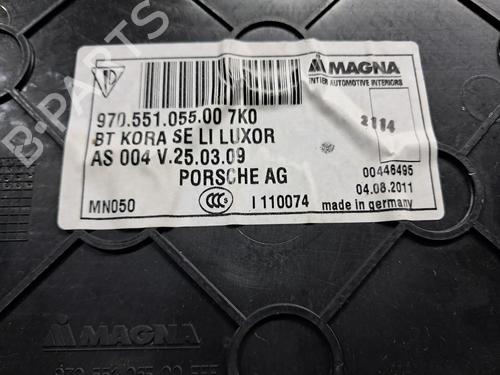 MAGNA
INTIER AUTOMOTIVE INTERIORS
970.551.055.00 7K0
BT KORA SE LI LUXOR
AS 004 V.25.03.09
PORSCHE AG
MN050
I 110074
2114
00446495
04.08.2011
made in germany
B-PARTS
MAGNA